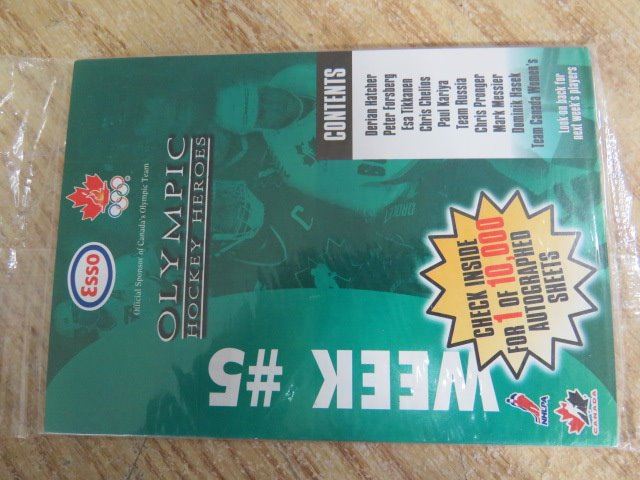 Esso
Official Sponsor of Canada's Olympic Team
OLYMPIC
HOCKEY HEROES
WEEK #5
CONTENTS
Derian Hatcher
Peter Forsberg
Esa Tikkanen
Chris Chelios
Paul Kariya
Team Russia
Chris Pronger
Mark Messier
Dominik Hasek
Team Canada Women's
Look on back for
next week's players
CHECK INSIDE
FOR 1 OF 10,000
AUTOGRAPHED
SHEETS
NHLPA
CANADA